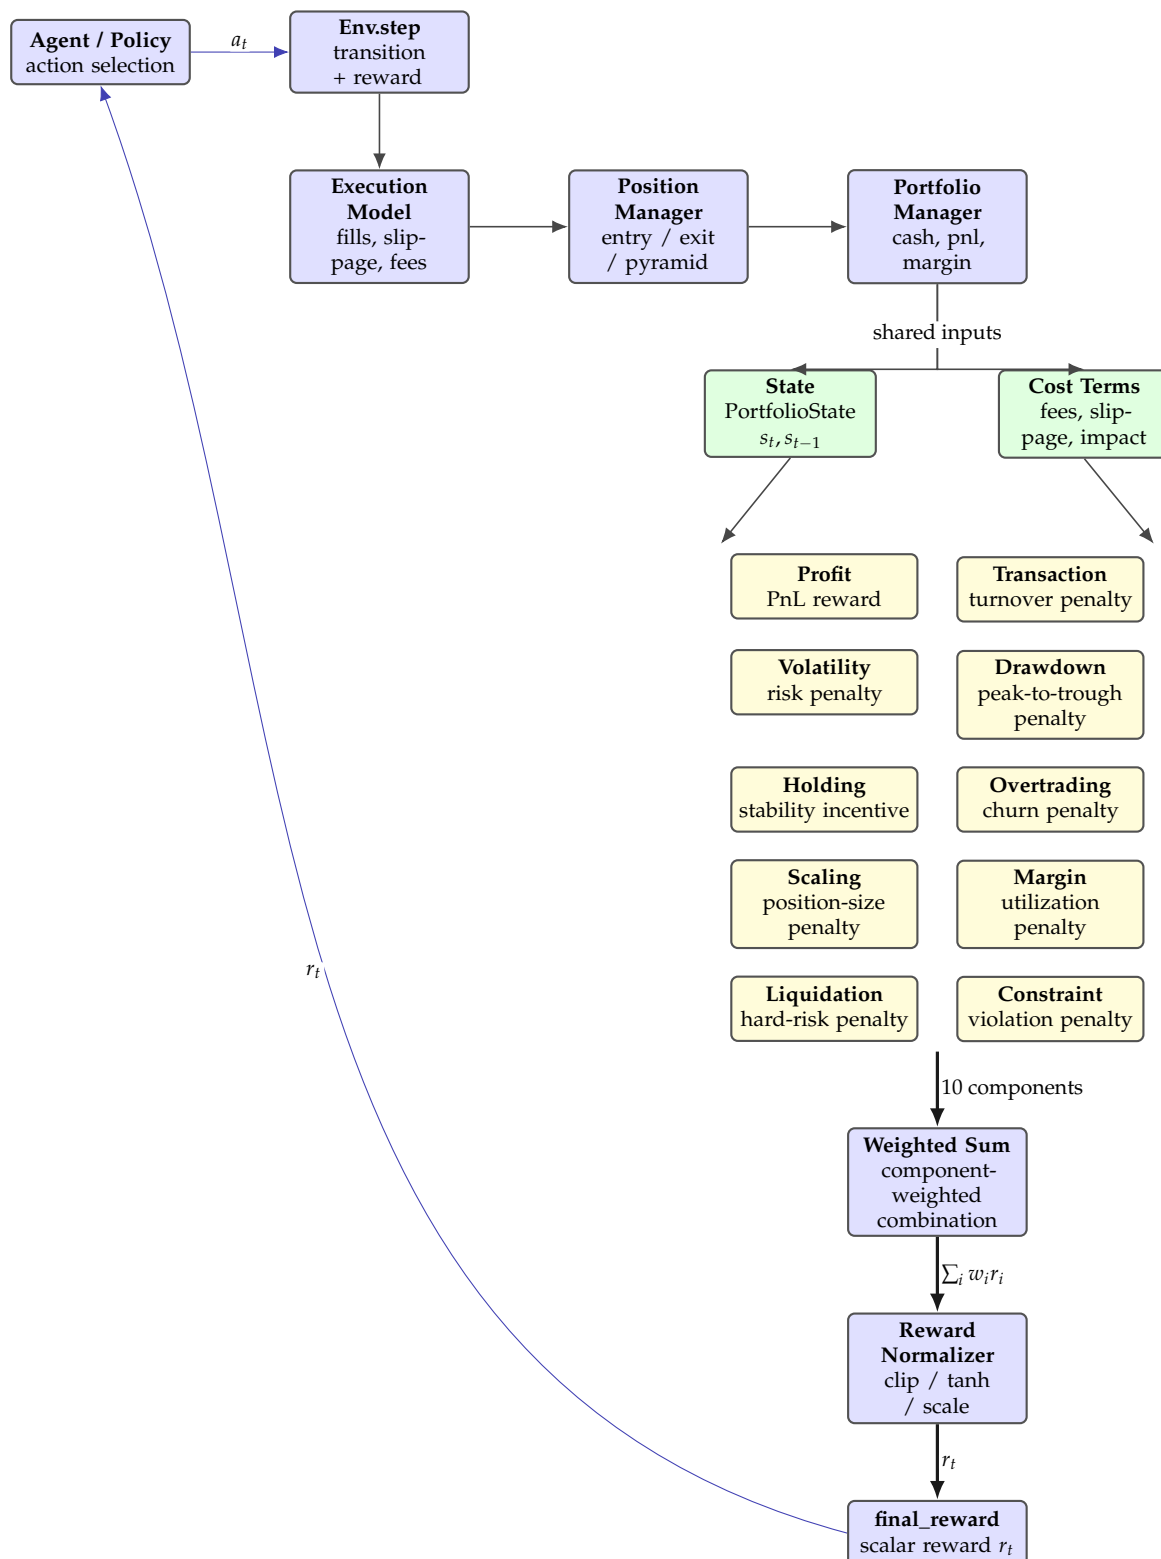 Agent / Policy
action selection
a_t
Env.step
transition
+ reward
Execution
Model
fills, slip-
page, fees
Position
Manager
entry / exit
/ pyramid
Portfolio
Manager
cash, pnl,
margin
shared inputs
State
PortfolioState
s_t, s_{t−1}
Cost Terms
fees, slip-
page, impact
Profit
PnL reward
Transaction
turnover penalty
Volatility
risk penalty
Drawdown
peak-to-trough
penalty
Holding
stability incentive
Overtrading
churn penalty
Scaling
position-size
penalty
Margin
utilization
penalty
r_t
Liquidation
hard-risk penalty
Constraint
violation penalty
10 components
Weighted Sum
component-
weighted
combination
∑_i w_i r_i
Reward
Normalizer
clip / tanh
/ scale
r_t
final_reward
scalar reward r_t